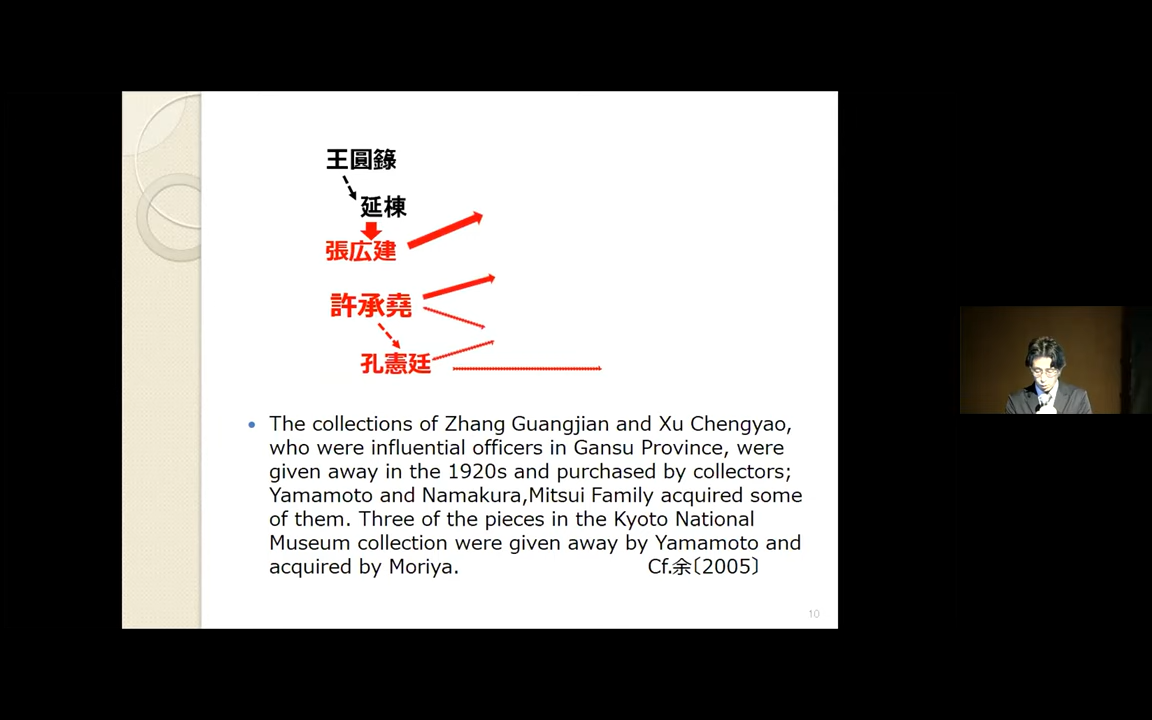 王圓籙
延棟
張広建
許承堯
孔憲廷
• The collections of Zhang Guangjian and Xu Chengyao,
who were influential officers in Gansu Province, were
given away in the 1920s and purchased by collectors;
Yamamoto and Namakura,Mitsui Family acquired some
of them. Three of the pieces in the Kyoto National
Museum collection were given away by Yamamoto and
acquired by Moriya. Cf.余〔2005〕
10